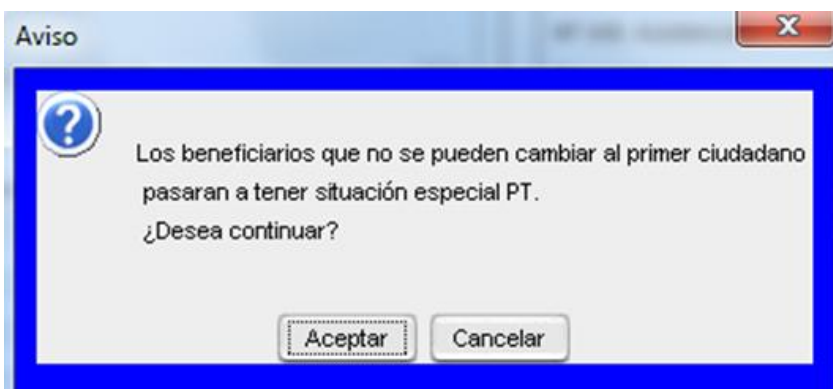 Aviso
Los beneficiarios que no se pueden cambiar al primer ciudadano
pasaran a tener situación especial PT.
¿Desea continuar?
Aceptar Cancelar